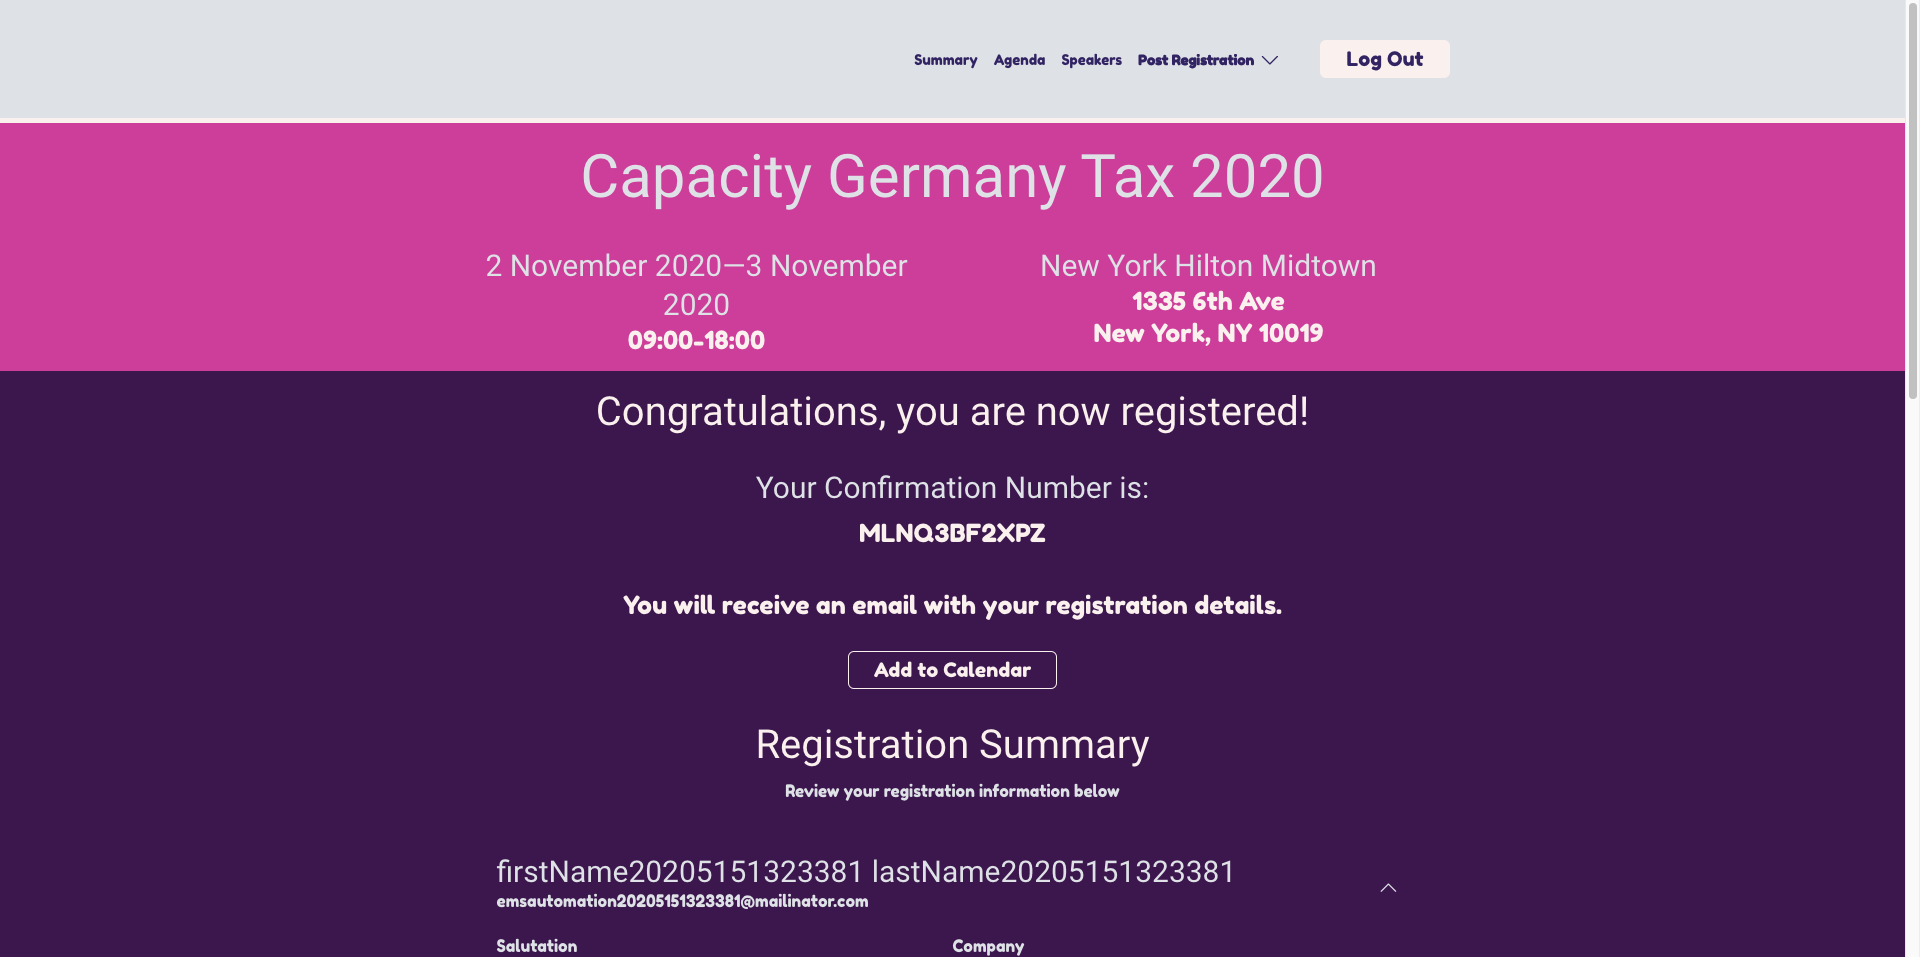 Summary Agenda Speakers Post Registration Log Out
Capacity Germany Tax 2020
2 November 2020—3 November
2020
09:00-18:00
New York Hilton Midtown
1335 6th Ave
New York, NY 10019
Congratulations, you are now registered!
Your Confirmation Number is:
MLNQ3BF2XPZ
You will receive an email with your registration details.
Add to Calendar
Registration Summary
Review your registration information below
firstName20205151323381 lastName20205151323381
emsautomation20205151323381@mailinator.com
Salutation Company